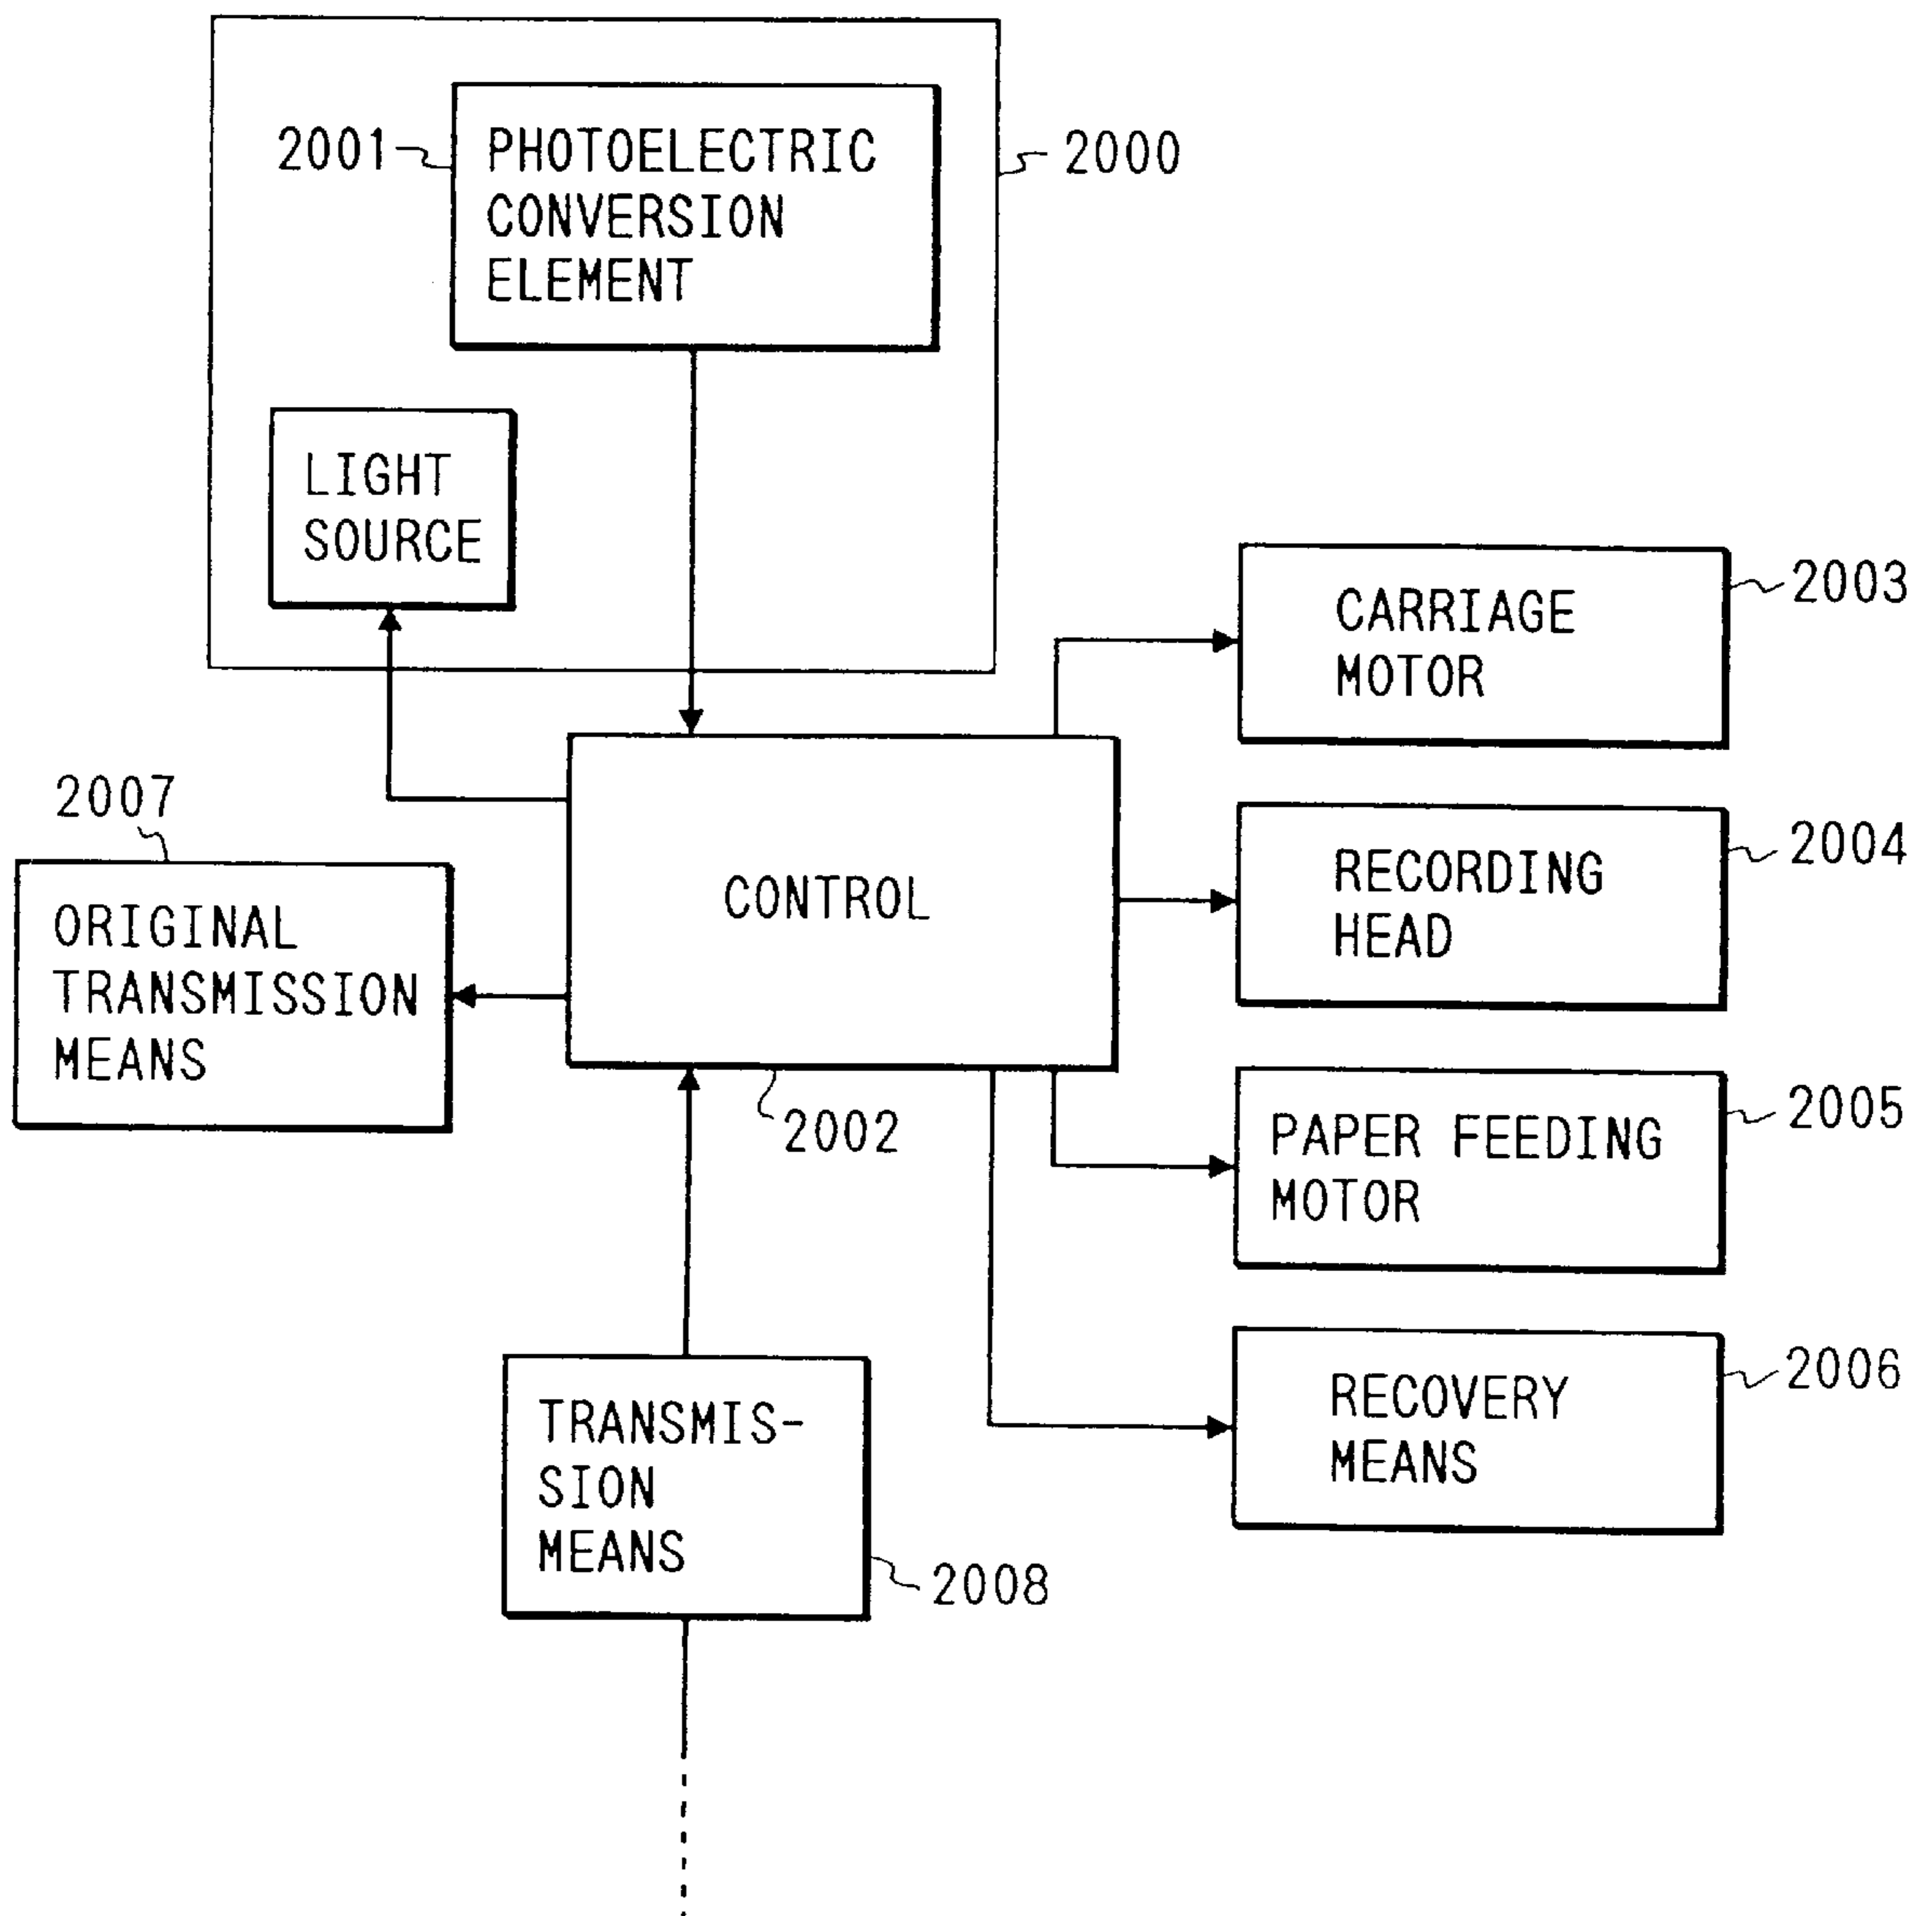 2001
PHOTOELECTRIC
CONVERSION
ELEMENT
2000
LIGHT
SOURCE
CARRIAGE
MOTOR
2003
2007
ORIGINAL
TRANSMISSION
MEANS
CONTROL
2002
RECORDING
HEAD
2004
PAPER FEEDING
MOTOR
2005
RECOVERY
MEANS
2006
TRANSMIS-
SION
MEANS
2008